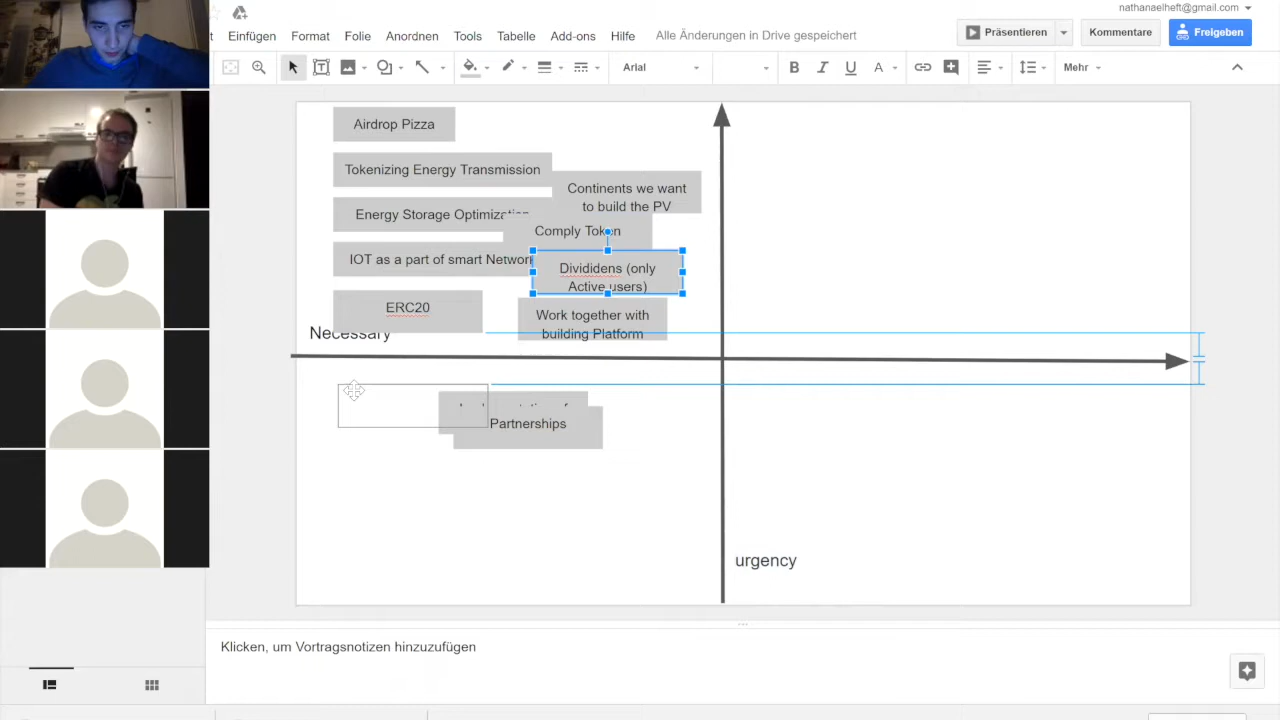 nathanaelheft@gmail.com
Einfügen Format Folie Anordnen Tools Tabelle Add-ons Hilfe Alle Änderungen in Drive gespeichert
Präsentieren Kommentare Freigeben
Arial B I U A Mehr
Airdrop Pizza
Tokenizing Energy Transmission
Continents we want
to build the PV
Energy Storage Optimization
Comply Token
IOT as a part of smart Network
Divididens (only
Active users)
ERC20
Work together with
building Platform
Necessary
Partnerships
urgency
Klicken, um Vortragsnotizen hinzuzufügen